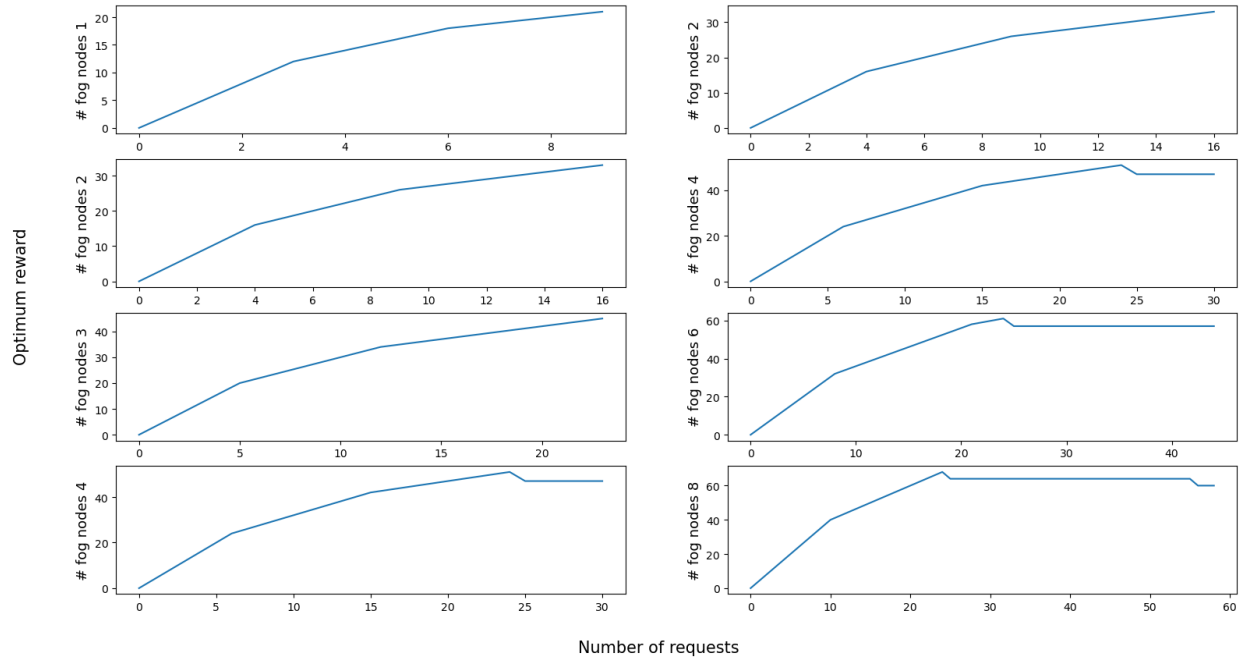 Optimum reward
# fog nodes 1
20
15
10
5
0
0 2 4 6 8
# fog nodes 2
30
20
10
0
0 2 4 6 8 10 12 14 16
# fog nodes 2
30
20
10
0
0 2 4 6 8 10 12 14 16
# fog nodes 4
40
20
0
0 5 10 15 20 25 30
# fog nodes 3
40
30
20
10
0
0 5 10 15 20
# fog nodes 6
60
40
20
0
0 10 20 30 40
# fog nodes 4
40
20
0
0 5 10 15 20 25 30
# fog nodes 8
60
40
20
0
0 10 20 30 40 50 60
Number of requests